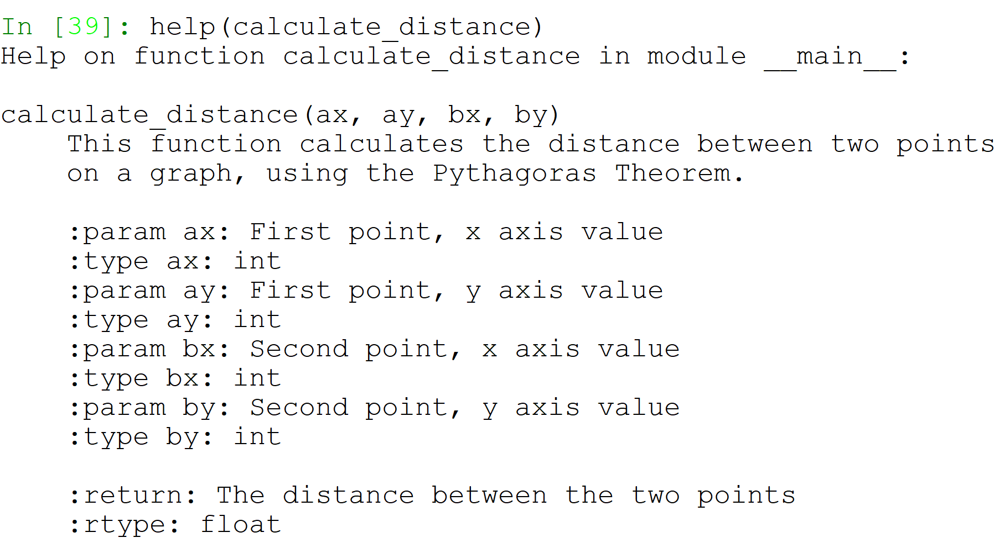 In [39]: help(calculate_distance)
Help on function calculate_distance in module __main__:

calculate_distance(ax, ay, bx, by)
    This function calculates the distance between two points
    on a graph, using the Pythagoras Theorem.

    :param ax: First point, x axis value
    :type ax: int
    :param ay: First point, y axis value
    :type ay: int
    :param bx: Second point, x axis value
    :type bx: int
    :param by: Second point, y axis value
    :type by: int

    :return: The distance between the two points
    :rtype: float